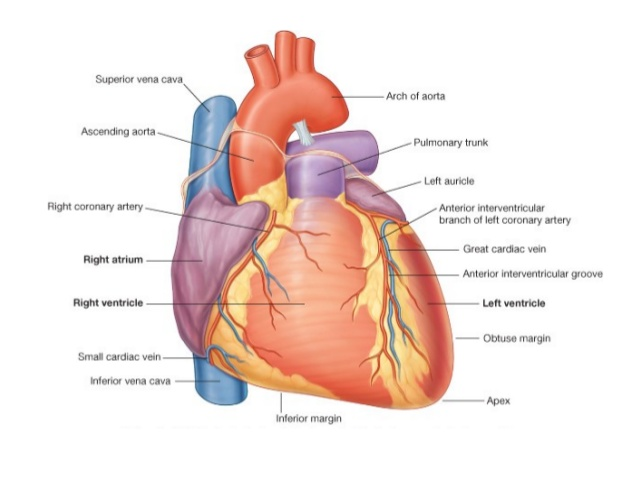 Superior vena cava
Ascending aorta
Right coronary artery
Right atrium
Right ventricle
Small cardiac vein
Inferior vena cava
Inferior margin
Arch of aorta
Pulmonary trunk
Left auricle
Anterior interventricular
branch of left coronary artery
Great cardiac vein
Anterior interventricular groove
Left ventricle
Obtuse margin
Apex